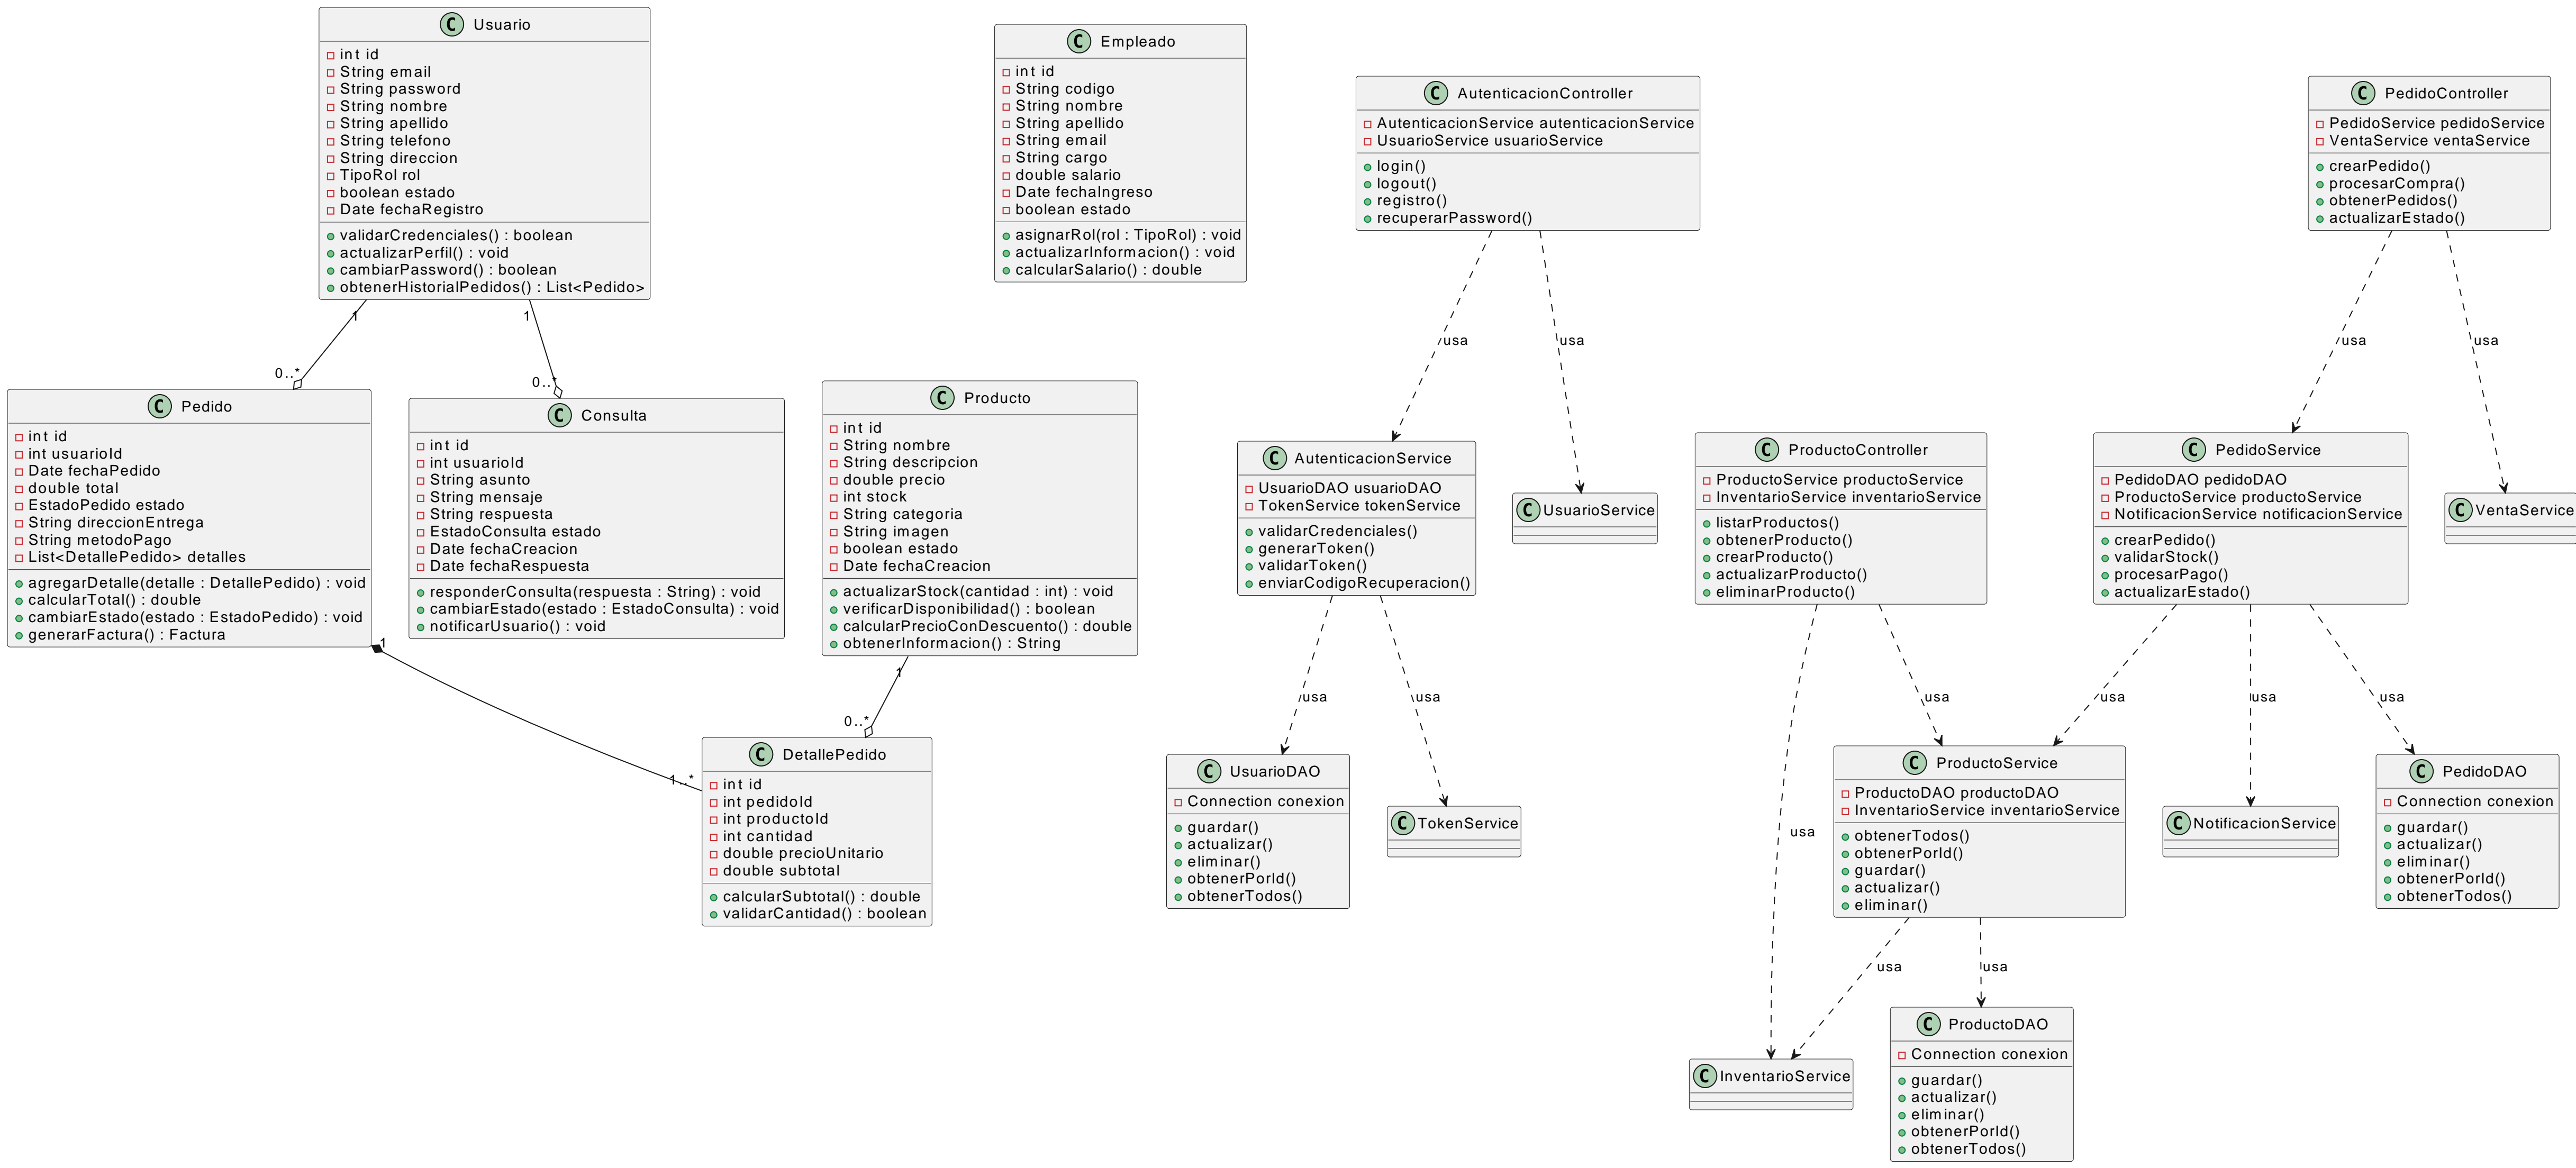 Usuario
int id
String email
String password
String nombre
String apellido
String telefono
String direccion
TipoRol rol
boolean estado
Date fechaRegistro
validarCredenciales() : boolean
actualizarPerfil() : void
cambiarPassword() : boolean
obtenerHistorialPedidos() : List<Pedido>
Empleado
int id
String codigo
String nombre
String apellido
String email
String cargo
double salario
Date fechaIngreso
boolean estado
asignarRol(rol : TipoRol) : void
actualizarInformacion() : void
calcularSalario() : double
AutenticacionController
AutenticacionService autenticacionService
UsuarioService usuarioService
login()
logout()
registro()
recuperarPassword()
PedidoController
PedidoService pedidoService
VentaService ventaService
crearPedido()
procesarCompra()
obtenerPedidos()
actualizarEstado()
1
1
0..*
0..*
usa
usa
usa
usa
Pedido
int id
int usuarioId
Date fechaPedido
double total
EstadoPedido estado
String direccionEntrega
String metodoPago
List<DetallePedido> detalles
agregarDetalle(detalle : DetallePedido) : void
calcularTotal() : double
cambiarEstado(estado : EstadoPedido) : void
generarFactura() : Factura
Consulta
int id
int usuarioId
String asunto
String mensaje
String respuesta
EstadoConsulta estado
Date fechaCreacion
Date fechaRespuesta
responderConsulta(respuesta : String) : void
cambiarEstado(estado : EstadoConsulta) : void
notificarUsuario() : void
Producto
int id
String nombre
String descripcion
double precio
int stock
String categoria
String imagen
boolean estado
Date fechaCreacion
actualizarStock(cantidad : int) : void
verificarDisponibilidad() : boolean
calcularPrecioConDescuento() : double
obtenerInformacion() : String
AutenticacionService
UsuarioDAO usuarioDAO
TokenService tokenService
validarCredenciales()
generarToken()
validarToken()
enviarCodigoRecuperacion()
UsuarioService
ProductoController
ProductoService productoService
InventarioService inventarioService
listarProductos()
obtenerProducto()
crearProducto()
actualizarProducto()
eliminarProducto()
PedidoService
PedidoDAO pedidoDAO
ProductoService productoService
NotificacionService notificacionService
crearPedido()
validarStock()
procesarPago()
actualizarEstado()
VentaService
1
1
1..*
0..*
usa
usa
usa
usa
usa
usa
usa
DetallePedido
int id
int pedidoId
int productoId
int cantidad
double precioUnitario
double subtotal
calcularSubtotal() : double
validarCantidad() : boolean
UsuarioDAO
Connection conexion
guardar()
actualizar()
eliminar()
obtenerPorId()
obtenerTodos()
TokenService
ProductoService
ProductoDAO productoDAO
InventarioService inventarioService
obtenerTodos()
obtenerPorId()
guardar()
actualizar()
eliminar()
NotificacionService
PedidoDAO
Connection conexion
guardar()
actualizar()
eliminar()
obtenerPorId()
obtenerTodos()
usa
usa
InventarioService
ProductoDAO
Connection conexion
guardar()
actualizar()
eliminar()
obtenerPorId()
obtenerTodos()